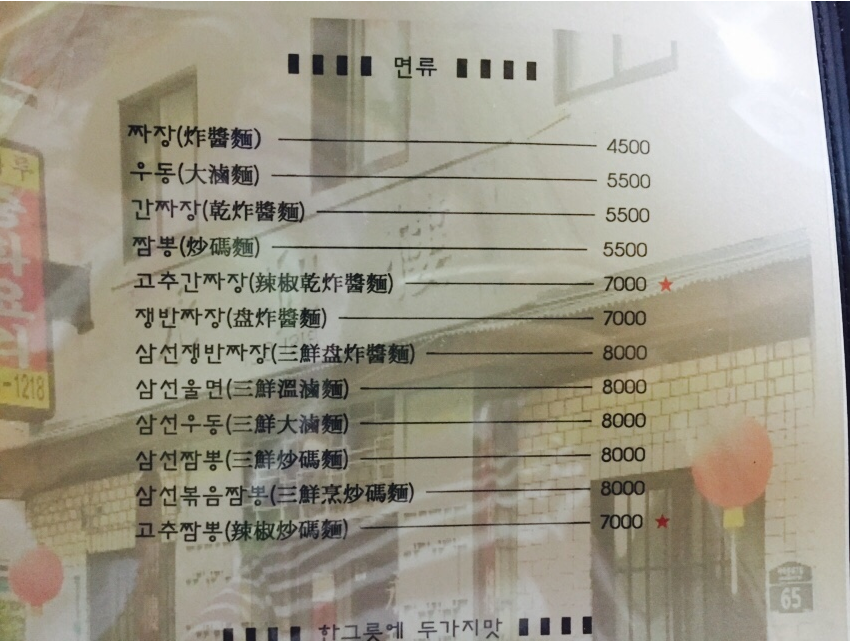 면류
짜장(炸醬麵) 4500
우동(大滷麵) 5500
간짜장(乾炸醬麵) 5500
짬뽕(炒碼麵) 5500
고추간짜장(辣椒乾炸醬麵) 7000 ★
쟁반짜장(盘炸醬麵) 7000
삼선쟁반짜장(三鮮盘炸醬麵) 8000
삼선울면(三鮮溫滷麵) 8000
삼선우동(三鮮大滷麵) 8000
삼선짬뽕(三鮮炒碼麵) 8000
삼선볶음짬뽕(三鮮烹炒碼麵) 8000
고추짬뽕(辣椒炒碼麵) 7000 ★
한그릇에 두가지맛
-1218
65